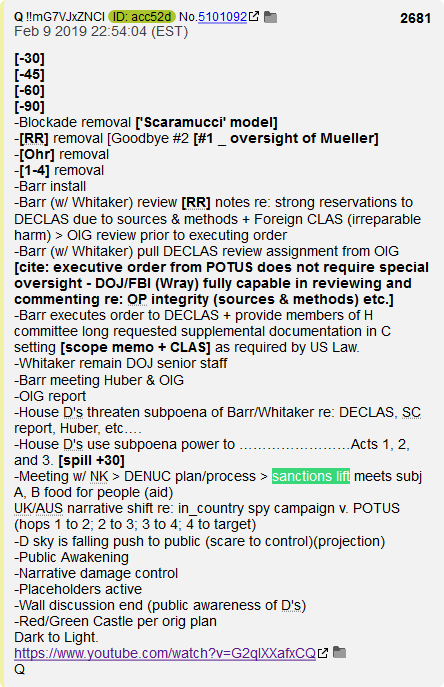 Q !!mG7VJxZNCI ID: acc52d No.5101092 2681
Feb 9 2019 22:54:04 (EST)
[-30]
[-45]
[-60]
[-90]
-Blockade removal ['Scaramucci' model]
-[RR] removal [Goodbye #2 [#1 _ oversight of Mueller]
-[Ohr] removal
-[1-4] removal
-Barr install
-Barr (w/ Whitaker) review [RR] notes re: strong reservations to
DECLAS due to sources & methods + Foreign CLAS (irreparable
harm) > OIG review prior to executing order
-Barr (w/ Whitaker) pull DECLAS review assignment from OIG
[cite: executive order from POTUS does not require special
oversight - DOJ/FBI (Wray) fully capable in reviewing and
commenting re: OP integrity (sources & methods) etc.]
-Barr executes order to DECLAS + provide members of H
committee long requested supplemental documentation in C
setting [scope memo + CLAS] as required by US Law.
-Whitaker remain DOJ senior staff
-Barr meeting Huber & OIG
-OIG report
-House D's threaten subpoena of Barr/Whitaker re: DECLAS, SC
report, Huber, etc….
-House D's use subpoena power to ……………………Acts 1, 2,
and 3. [spill +30]
-Meeting w/ NK > DENUC plan/process > sanctions lift meets subj
A, B food for people (aid)
UK/AUS narrative shift re: in_country spy campaign v. POTUS
(hops 1 to 2; 2 to 3; 3 to 4; 4 to target)
-D sky is falling push to public (scare to control)(projection)
-Public Awakening
-Narrative damage control
-Placeholders active
-Wall discussion end (public awareness of D's)
-Red/Green Castle per orig plan
Dark to Light.
https://www.youtube.com/watch?v=G2qIXXafxCQ
Q